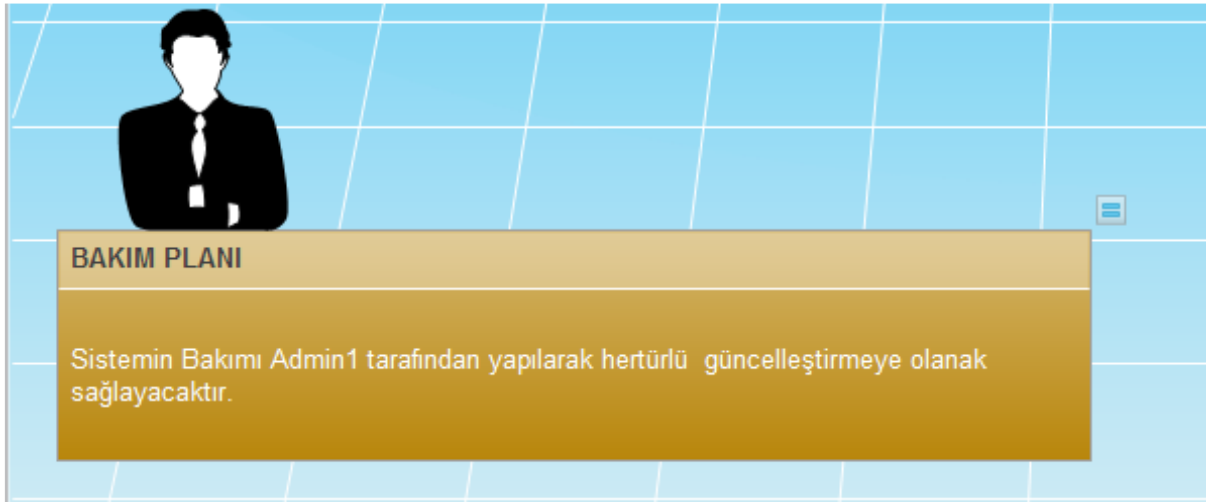 BAKIM PLANI
Sistemin Bakımı Admin1 tarafından yapılarak hertürlü  güncelleştirmeye olanak
sağlayacaktır.